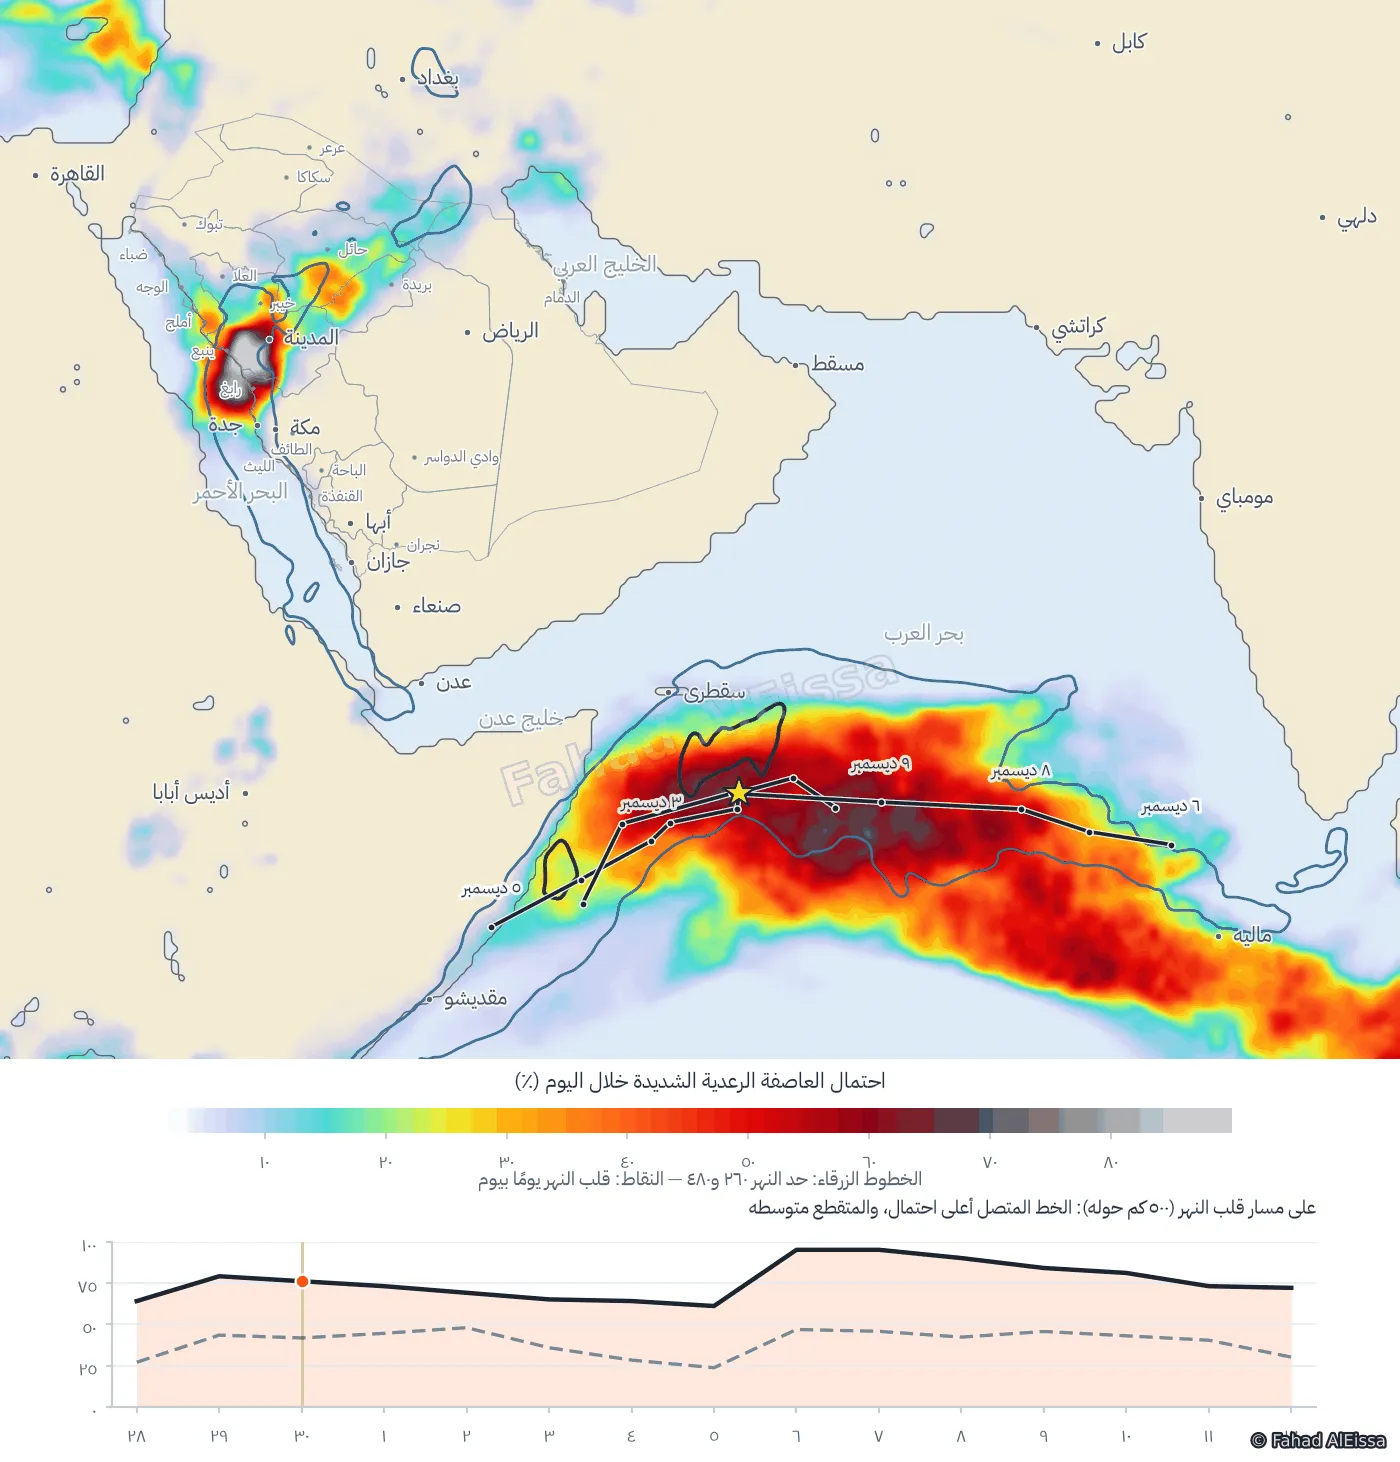 كابل
بغداد
عرعر
القاهرة
سكاكا
دلهي
تبوك
حائل
ضباء
الخليج العربي
العلا
الوجه
بريدة
الدمام
خيبر
أملج
كراتشي
الرياض
المدينة
ينبع
مسقط
رابغ
جدة
مكة
الطائف
وادي الدواسر
الليث
الباحة
البحر الأحمر
القنفذة
مومباي
أبها
نجران
جازان
صنعاء
بحر العرب
عدن
سقطرى
خليج عدن
٩ ديسمبر
٨ ديسمبر
أديس أبابا
٣ ديسمبر
٦ ديسمبر
٥ ديسمبر
ماليه
مقديشو
احتمال العاصفة الرعدية الشديدة خلال اليوم (٪)
١٠ ٢٠ ٣٠ ٤٠ ٥٠ ٦٠ ٧٠ ٨٠
الخطوط الزرقاء: حد النهر ٢٦٠ و٤٨٠ — النقاط: قلب النهر يومًا بيوم
على مسار قلب النهر (٥٠٠ كم حوله): الخط المتصل أعلى احتمال، والمتقطع متوسطه
١٠٠
٧٥
٥٠
٢٥
٠
٢٨ ٢٩ ٣٠ ١ ٢ ٣ ٤ ٥ ٦ ٧ ٨ ٩ ١٠ ١١
© Fahad AlEissa